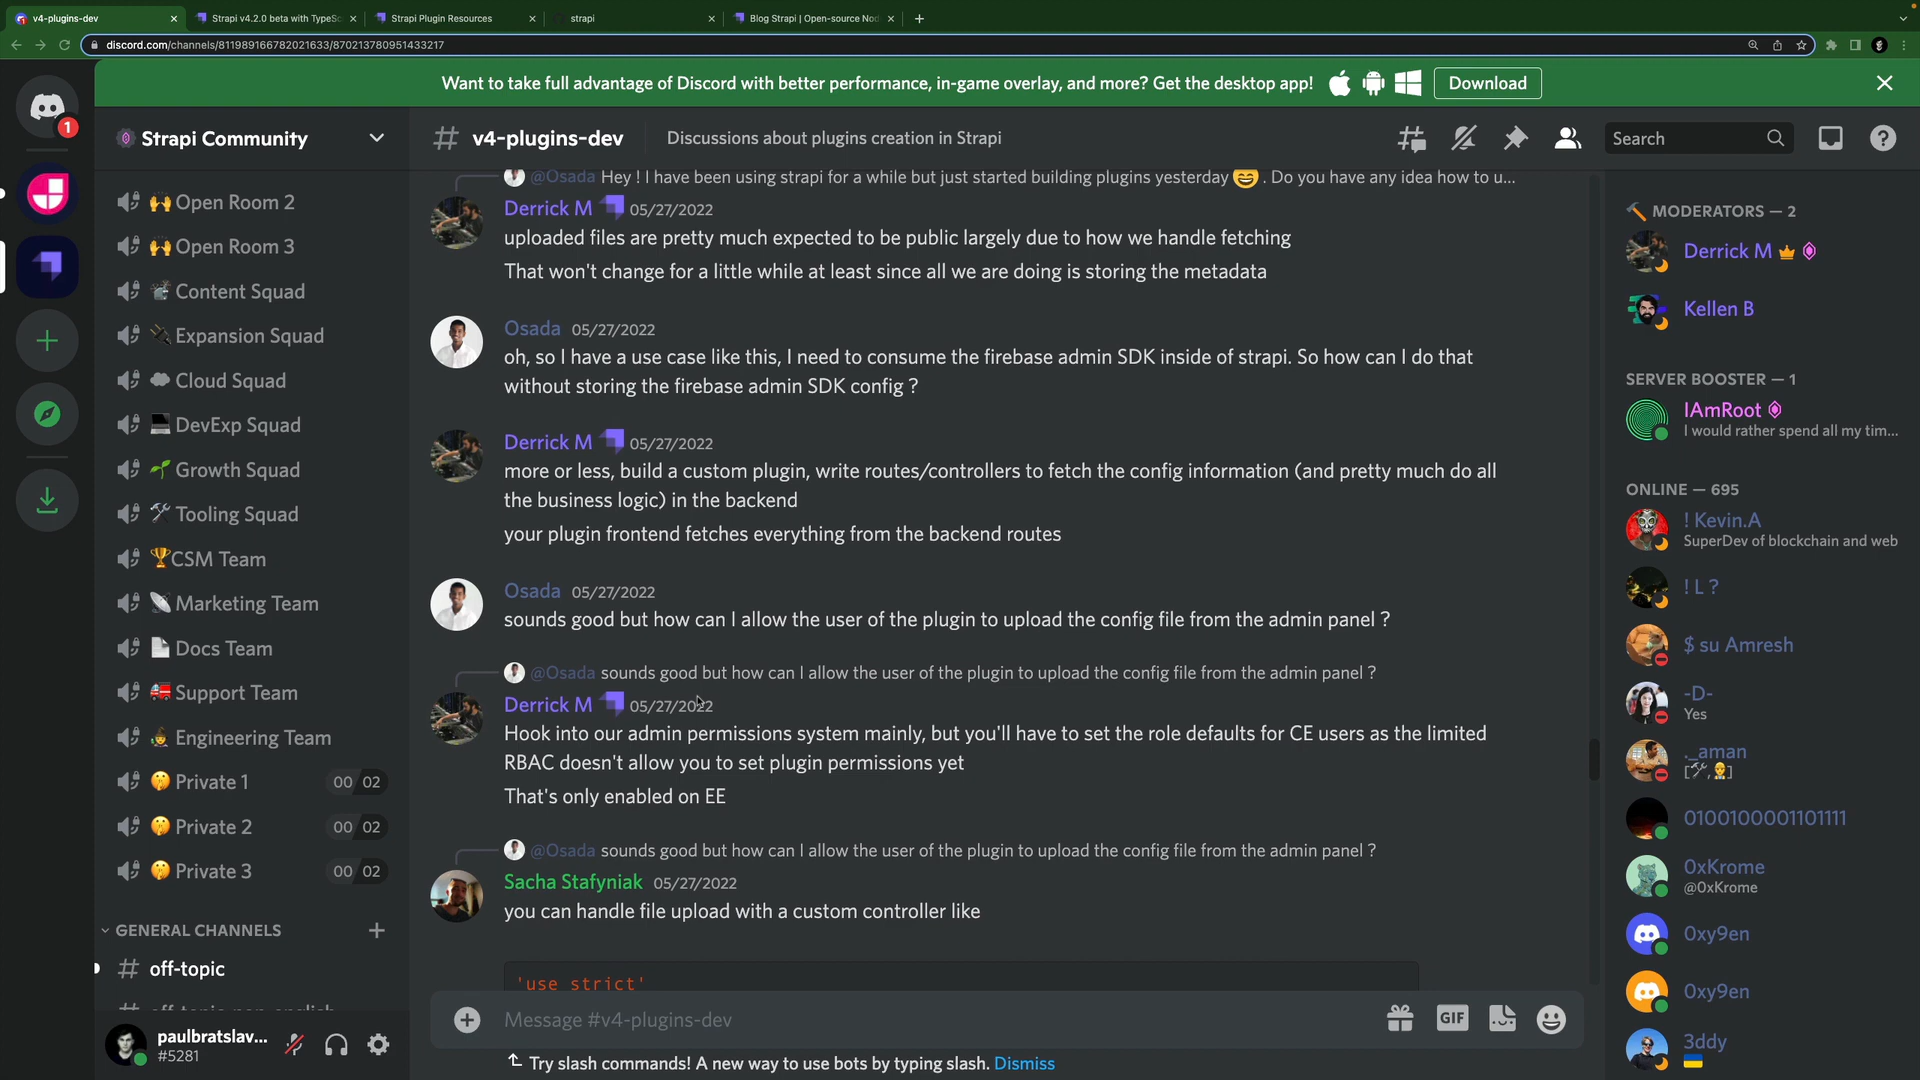 v4-plugins-dev
Strapi v4.2.0 beta with TypeSc
Strapi Plugin Resources
strapi
Blog Strapi | Open-source Nod
discord.com/channels/811989166782021633/870213780951433217
Want to take full advantage of Discord with better performance, in-game overlay, and more? Get the desktop app!
Download
1
Strapi Community
Open Room 2
Open Room 3
Content Squad
Expansion Squad
Cloud Squad
DevExp Squad
Growth Squad
Tooling Squad
CSM Team
Marketing Team
Docs Team
Support Team
Engineering Team
Private 1 00 02
Private 2 00 02
Private 3 00 02
GENERAL CHANNELS
off-topic
off-topic-non-english
paulbratslav...
#5281
v4-plugins-dev
Discussions about plugins creation in Strapi
Search
@Osada Hey ! I have been using strapi for a while but just started building plugins yesterday 😄 . Do you have any idea how to u...
Derrick M 05/27/2022
uploaded files are pretty much expected to be public largely due to how we handle fetching
That won't change for a little while at least since all we are doing is storing the metadata
Osada 05/27/2022
oh, so I have a use case like this, I need to consume the firebase admin SDK inside of strapi. So how can I do that
without storing the firebase admin SDK config ?
Derrick M 05/27/2022
more or less, build a custom plugin, write routes/controllers to fetch the config information (and pretty much do all
the business logic) in the backend
your plugin frontend fetches everything from the backend routes
Osada 05/27/2022
sounds good but how can I allow the user of the plugin to upload the config file from the admin panel ?
@Osada sounds good but how can I allow the user of the plugin to upload the config file from the admin panel ?
Derrick M 05/27/2022
Hook into our admin permissions system mainly, but you'll have to set the role defaults for CE users as the limited
RBAC doesn't allow you to set plugin permissions yet
That's only enabled on EE
@Osada sounds good but how can I allow the user of the plugin to upload the config file from the admin panel ?
Sacha Stafyniak 05/27/2022
you can handle file upload with a custom controller like
'use strict'
Message #v4-plugins-dev
GIF
Try slash commands! A new way to use bots by typing slash. Dismiss
MODERATORS — 2
Derrick M
Kellen B
SERVER BOOSTER — 1
IAmRoot
I would rather spend all my tim...
ONLINE — 695
! Kevin.A
SuperDev of blockchain and web
! L ?
$ su Amresh
-D-
Yes
._aman
[🛠,👷]
0100100001101111
0xKrome
@0xKrome
0xy9en
0xy9en
3ddy